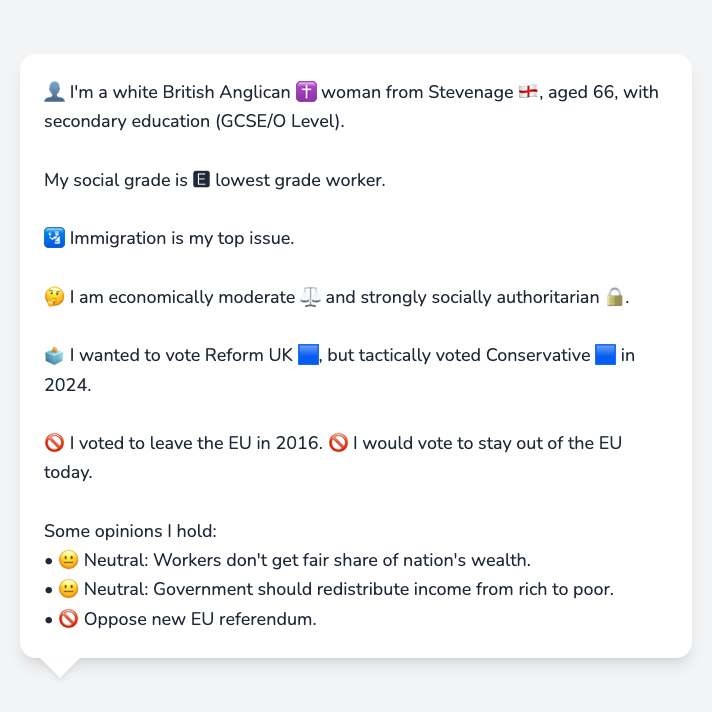 👤 I'm a white British Anglican ✝️ woman from Stevenage 🏴󠁧󠁢󠁥󠁮󠁧󠁿, aged 66, with
secondary education (GCSE/O Level).
My social grade is 🅴 lowest grade worker.
🛂 Immigration is my top issue.
🤔 I am economically moderate ⚖️ and strongly socially authoritarian 🔒.
🗳️ I wanted to vote Reform UK 🟦, but tactically voted Conservative 🟦 in
2024.
🚫 I voted to leave the EU in 2016. 🚫 I would vote to stay out of the EU
today.
Some opinions I hold:
• 😐 Neutral: Workers don't get fair share of nation's wealth.
• 😐 Neutral: Government should redistribute income from rich to poor.
• 🚫 Oppose new EU referendum.